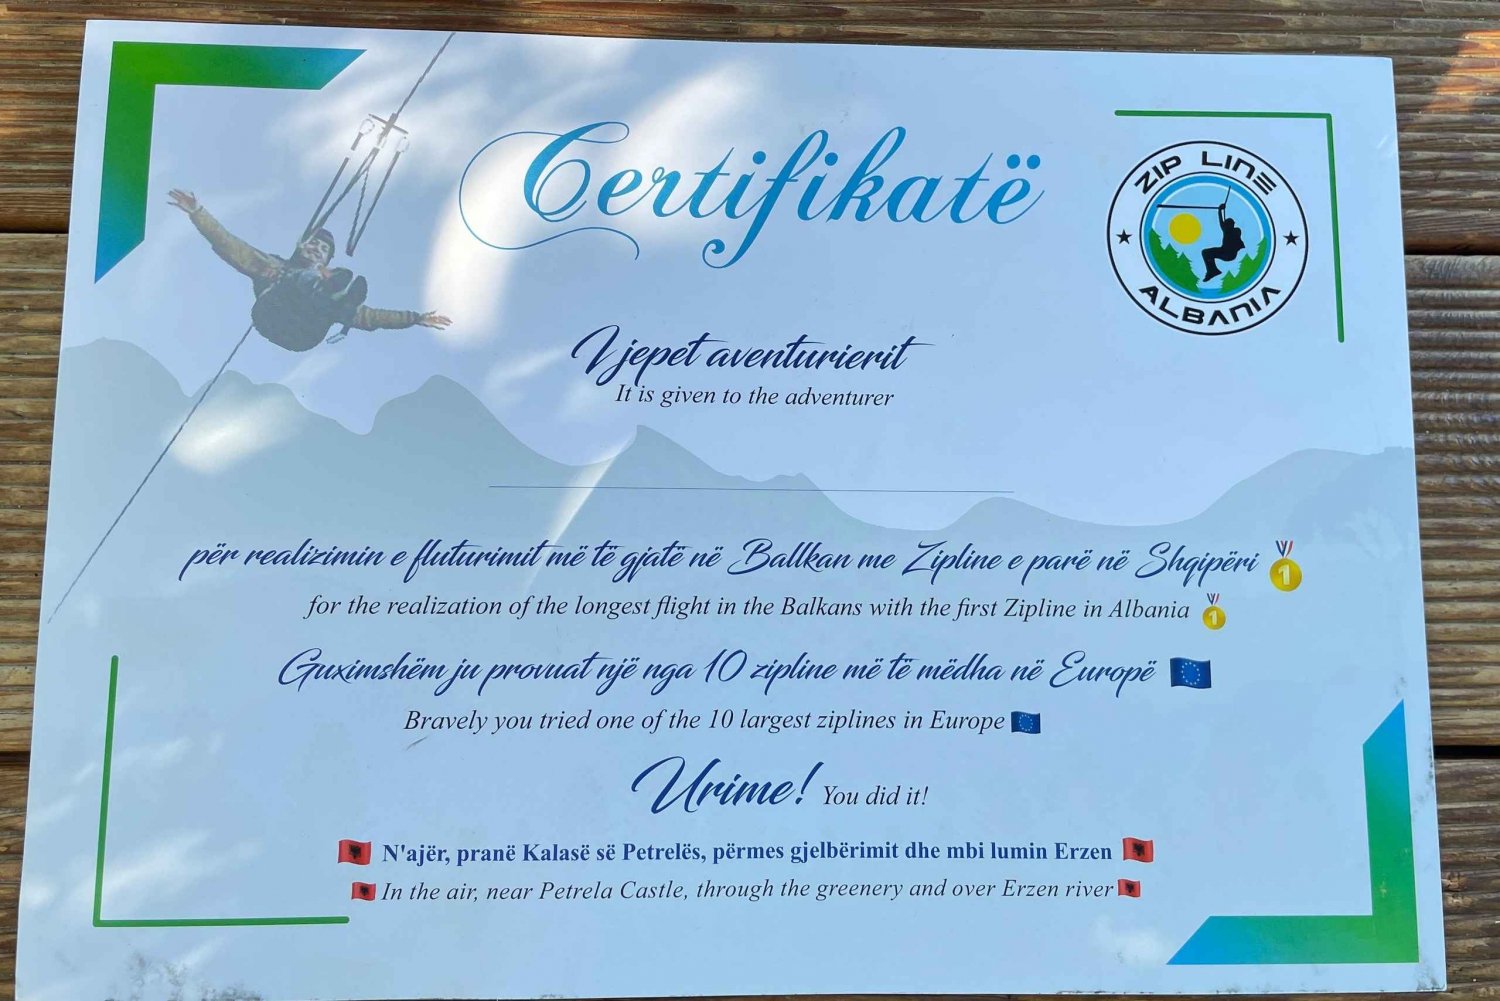 Certifikatë
ZIP LINE
ALBANIA
I jepet aventurierit
It is given to the adventurer
për realizimin e fluturimit më të gjatë në Ballkan me Zipline e parë në Shqipëri 1
for the realization of the longest flight in the Balkans with the first Zipline in Albania 1
Guximshëm ju provuat një nga 10 zipline më të mëdha në Europë
Bravely you tried one of the 10 largest ziplines in Europe
Urime! You did it!
N'ajër, pranë Kalasë së Petrelës, përmes gjelbërimit dhe mbi lumin Erzen
In the air, near Petrela Castle, through the greenery and over Erzen river